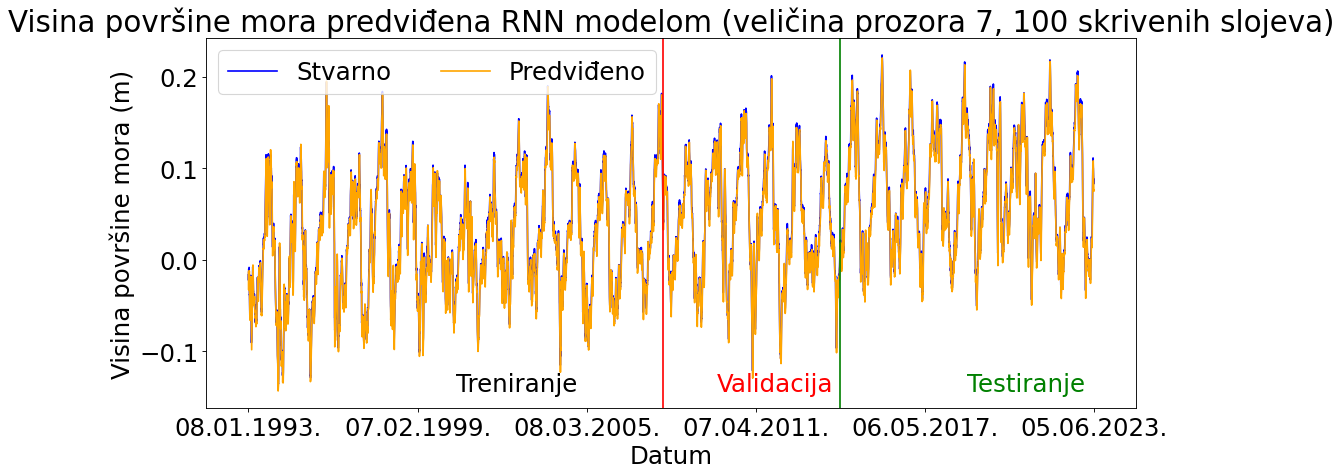 Visina površine mora predviđena RNN modelom (veličina prozora 7, 100 skrivenih slojeva)
Stvarno Predviđeno
Visina površine mora (m)
0.2
0.1
0.0
−0.1
Treniranje Validacija Testiranje
08.01.1993. 07.02.1999. 08.03.2005. 07.04.2011. 06.05.2017. 05.06.2023.
Datum